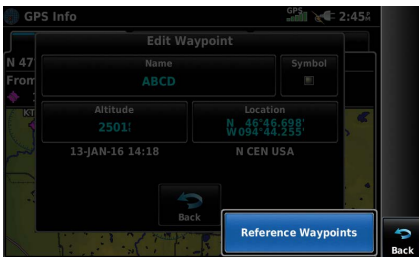 GPS Info
GPS
2:45
Edit Waypoint
N 47
From
Name
ABCD
Symbol
Altitude
2501
Location
N 46°46.698'
W094°44.255'
13-JAN-16 14:18
N CEN USA
Back
Reference Waypoints
Back